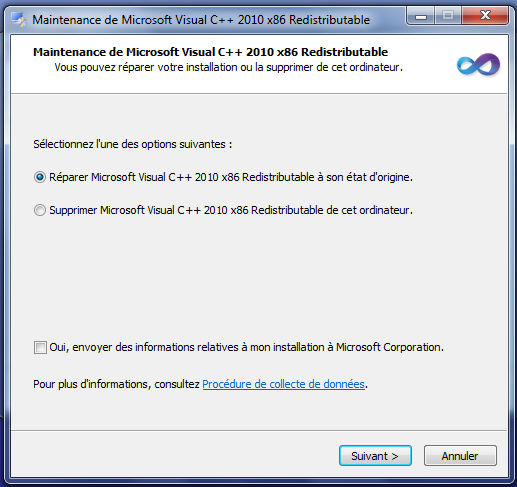 Maintenance de Microsoft Visual C++ 2010 x86 Redistributable
Maintenance de Microsoft Visual C++ 2010 x86 Redistributable
Vous pouvez réparer votre installation ou la supprimer de cet ordinateur.
Sélectionnez l'une des options suivantes :
Réparer Microsoft Visual C++ 2010 x86 Redistributable à son état d'origine.
Supprimer Microsoft Visual C++ 2010 x86 Redistributable de cet ordinateur.
Oui, envoyer des informations relatives à mon installation à Microsoft Corporation.
Pour plus d'informations, consultez Procédure de collecte de données.
Suivant > Annuler